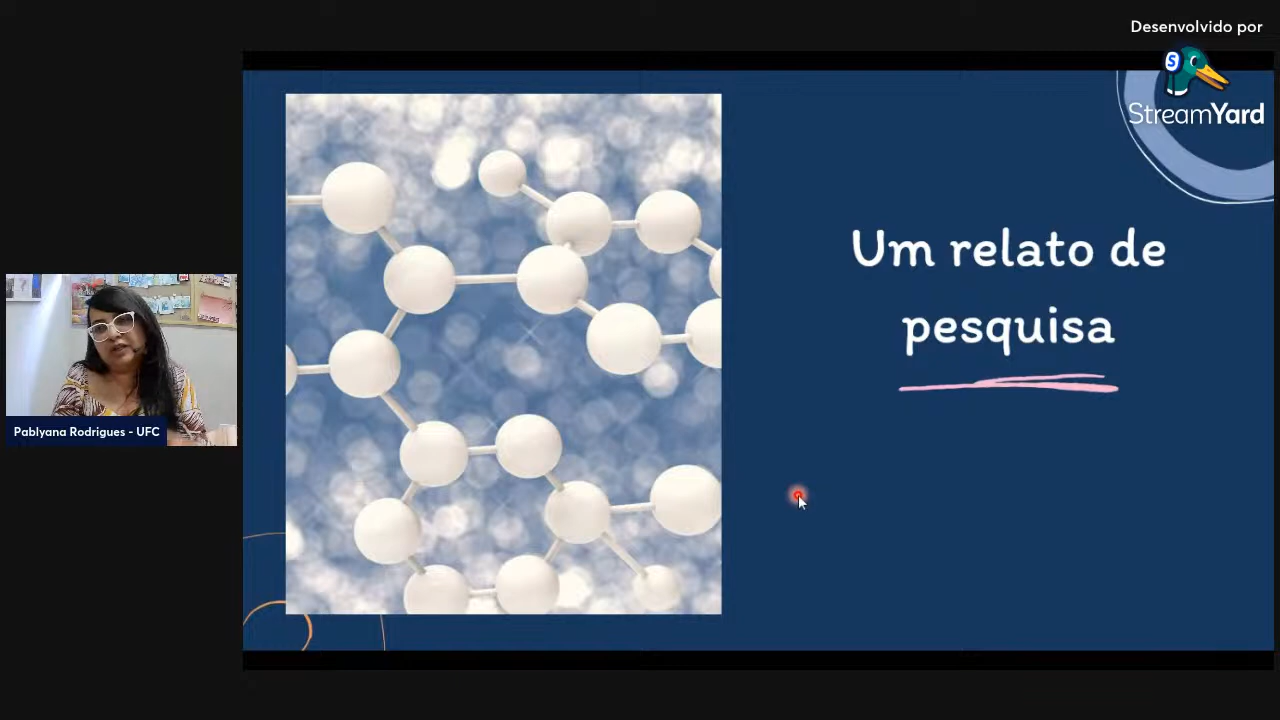 Desenvolvido por
S
StreamYard
Um relato de
pesquisa
Pablyana Rodrigues - UFC